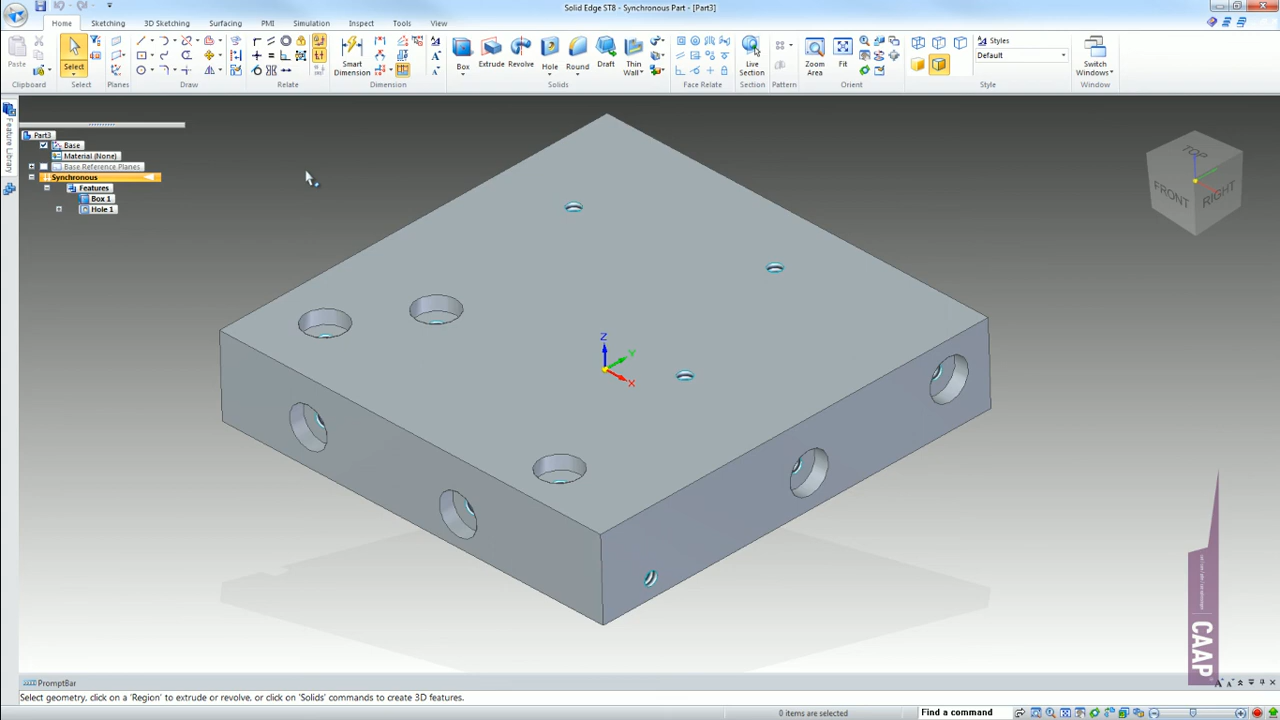 Solid Edge ST8 - Synchronous Part - [Part3]
Home
Sketching
3D Sketching
Surfacing
PMI
Simulation
Inspect
Tools
View
Paste
Select
Smart
Dimension
Box
Extrude
Revolve
Hole
Round
Draft
Thin
Wall
Live
Section
Zoom
Area
Fit
Styles
Default
Switch
Windows
Clipboard
Select
Planes
Draw
Relate
Dimension
Solids
Face Relate
Section
Pattern
Orient
Style
Window
Feature Library
Part3
Base
Material (None)
Base Reference Planes
Synchronous
Features
Box 1
Hole 1
TOP
FRONT
RIGHT
Z
Y
X
CAAP
PromptBar
Select geometry, click on a 'Region' to extrude or revolve, or click on 'Solids' commands to create 3D features.
0 items are selected
Find a command